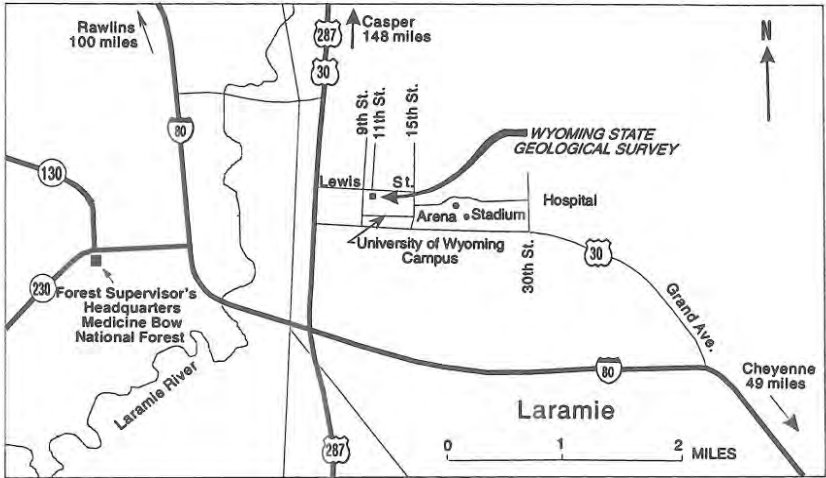 Rawlins
100 miles
287
Casper
148 miles
N
30
80
9th St.
11th St.
15th St.
WYOMING STATE
GEOLOGICAL SURVEY
130
Lewis St.
Hospital
Arena
Stadium
University of Wyoming
Campus
30th St.
30
230
Forest Supervisor's
Headquarters
Medicine Bow
National Forest
Grand Ave.
Laramie River
80
Cheyenne
49 miles
Laramie
287
0 1 2 MILES